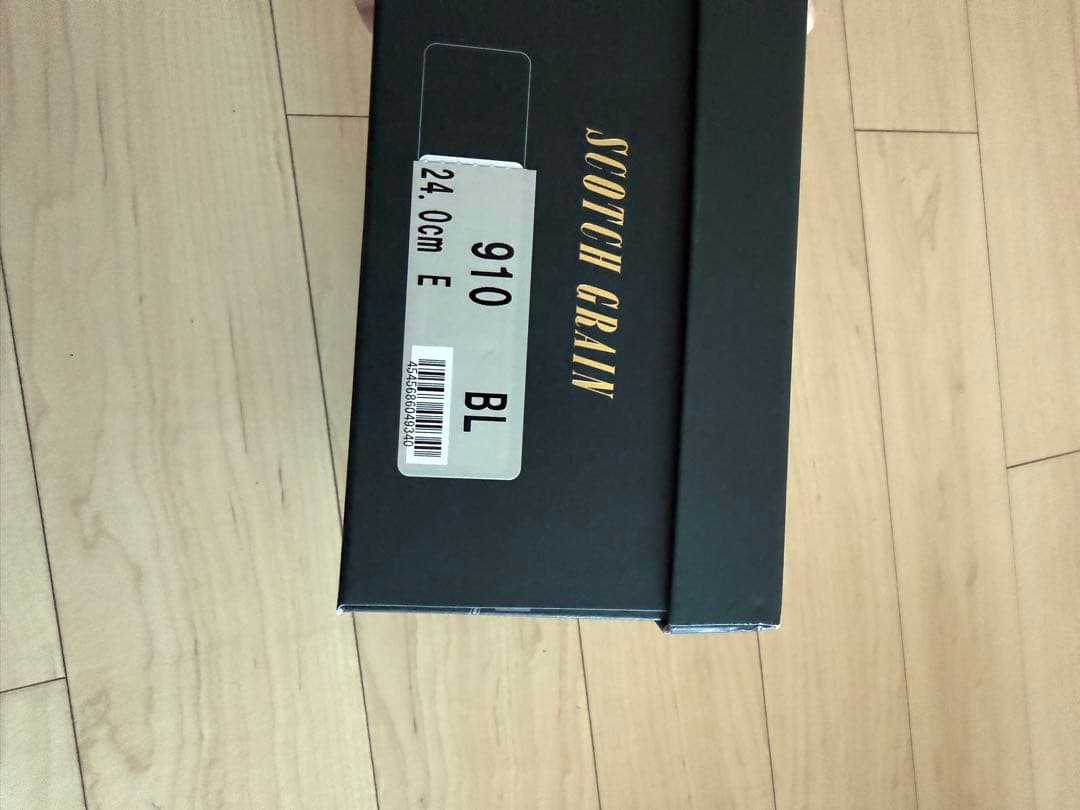 SCOTCH GRAIN
910 BL
24.0cm E
4545686049340